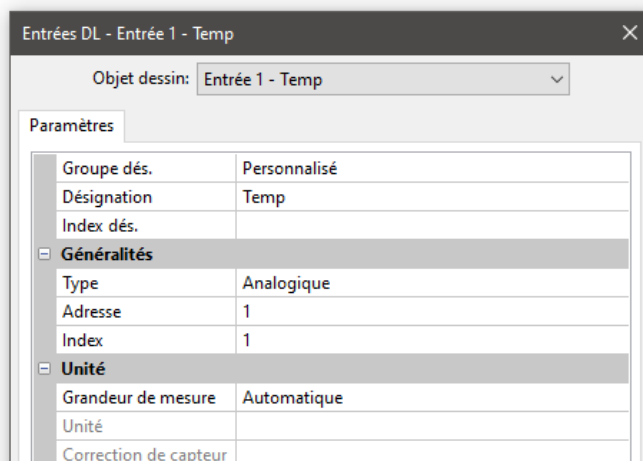 Entrées DL - Entrée 1 - Temp
Objet dessin: Entrée 1 - Temp
Paramètres
Groupe dés. Personnalisé
Désignation Temp
Index dés.
Généralités
Type Analogique
Adresse 1
Index 1
Unité
Grandeur de mesure Automatique
Unité
Correction de capteur